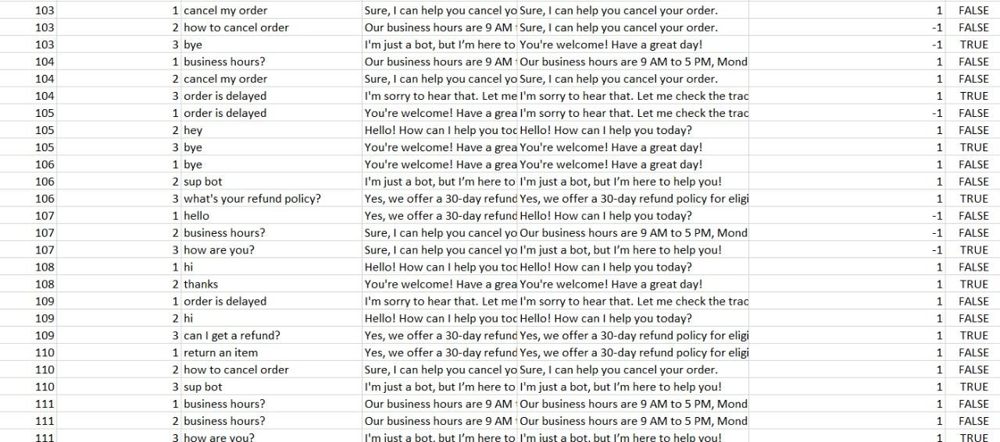 103 1 cancel my order Sure, I can help you cancel yo Sure, I can help you cancel your order. 1 FALSE
103 2 how to cancel order Our business hours are 9 AM Sure, I can help you cancel your order. -1 FALSE
103 3 bye I'm just a bot, but I’m here to You're welcome! Have a great day! -1 TRUE
104 1 business hours? Our business hours are 9 AM Our business hours are 9 AM to 5 PM, Mond 1 FALSE
104 2 cancel my order Sure, I can help you cancel yo Sure, I can help you cancel your order. 1 FALSE
104 3 order is delayed I'm sorry to hear that. Let me I'm sorry to hear that. Let me check the trac 1 TRUE
105 1 order is delayed You're welcome! Have a grea I'm sorry to hear that. Let me check the trac -1 FALSE
105 2 hey Hello! How can I help you toc Hello! How can I help you today? 1 FALSE
105 3 bye You're welcome! Have a grea You're welcome! Have a great day! 1 TRUE
106 1 bye You're welcome! Have a grea You're welcome! Have a great day! 1 FALSE
106 2 sup bot I'm just a bot, but I’m here to I'm just a bot, but I’m here to help you! 1 FALSE
106 3 what's your refund policy? Yes, we offer a 30-day refund Yes, we offer a 30-day refund policy for eligi 1 TRUE
107 1 hello Yes, we offer a 30-day refund Hello! How can I help you today? -1 FALSE
107 2 business hours? Sure, I can help you cancel yo Our business hours are 9 AM to 5 PM, Mond -1 FALSE
107 3 how are you? Sure, I can help you cancel yo I'm just a bot, but I’m here to help you! -1 TRUE
108 1 hi Hello! How can I help you toc Hello! How can I help you today? 1 FALSE
108 2 thanks You're welcome! Have a grea You're welcome! Have a great day! 1 TRUE
109 1 order is delayed I'm sorry to hear that. Let me I'm sorry to hear that. Let me check the trac 1 FALSE
109 2 hi Hello! How can I help you toc Hello! How can I help you today? 1 FALSE
109 3 can I get a refund? Yes, we offer a 30-day refund Yes, we offer a 30-day refund policy for eligi 1 TRUE
110 1 return an item Yes, we offer a 30-day refund Yes, we offer a 30-day refund policy for eligi 1 FALSE
110 2 how to cancel order Sure, I can help you cancel yo Sure, I can help you cancel your order. 1 FALSE
110 3 sup bot I'm just a bot, but I’m here to I'm just a bot, but I’m here to help you! 1 TRUE
111 1 business hours? Our business hours are 9 AM Our business hours are 9 AM to 5 PM, Mond 1 FALSE
111 2 business hours? Our business hours are 9 AM Our business hours are 9 AM to 5 PM, Mond 1 FALSE
111 3 how are you? I'm just a bot, but I’m here to I'm just a bot, but I’m here to help you! 1 TRUE